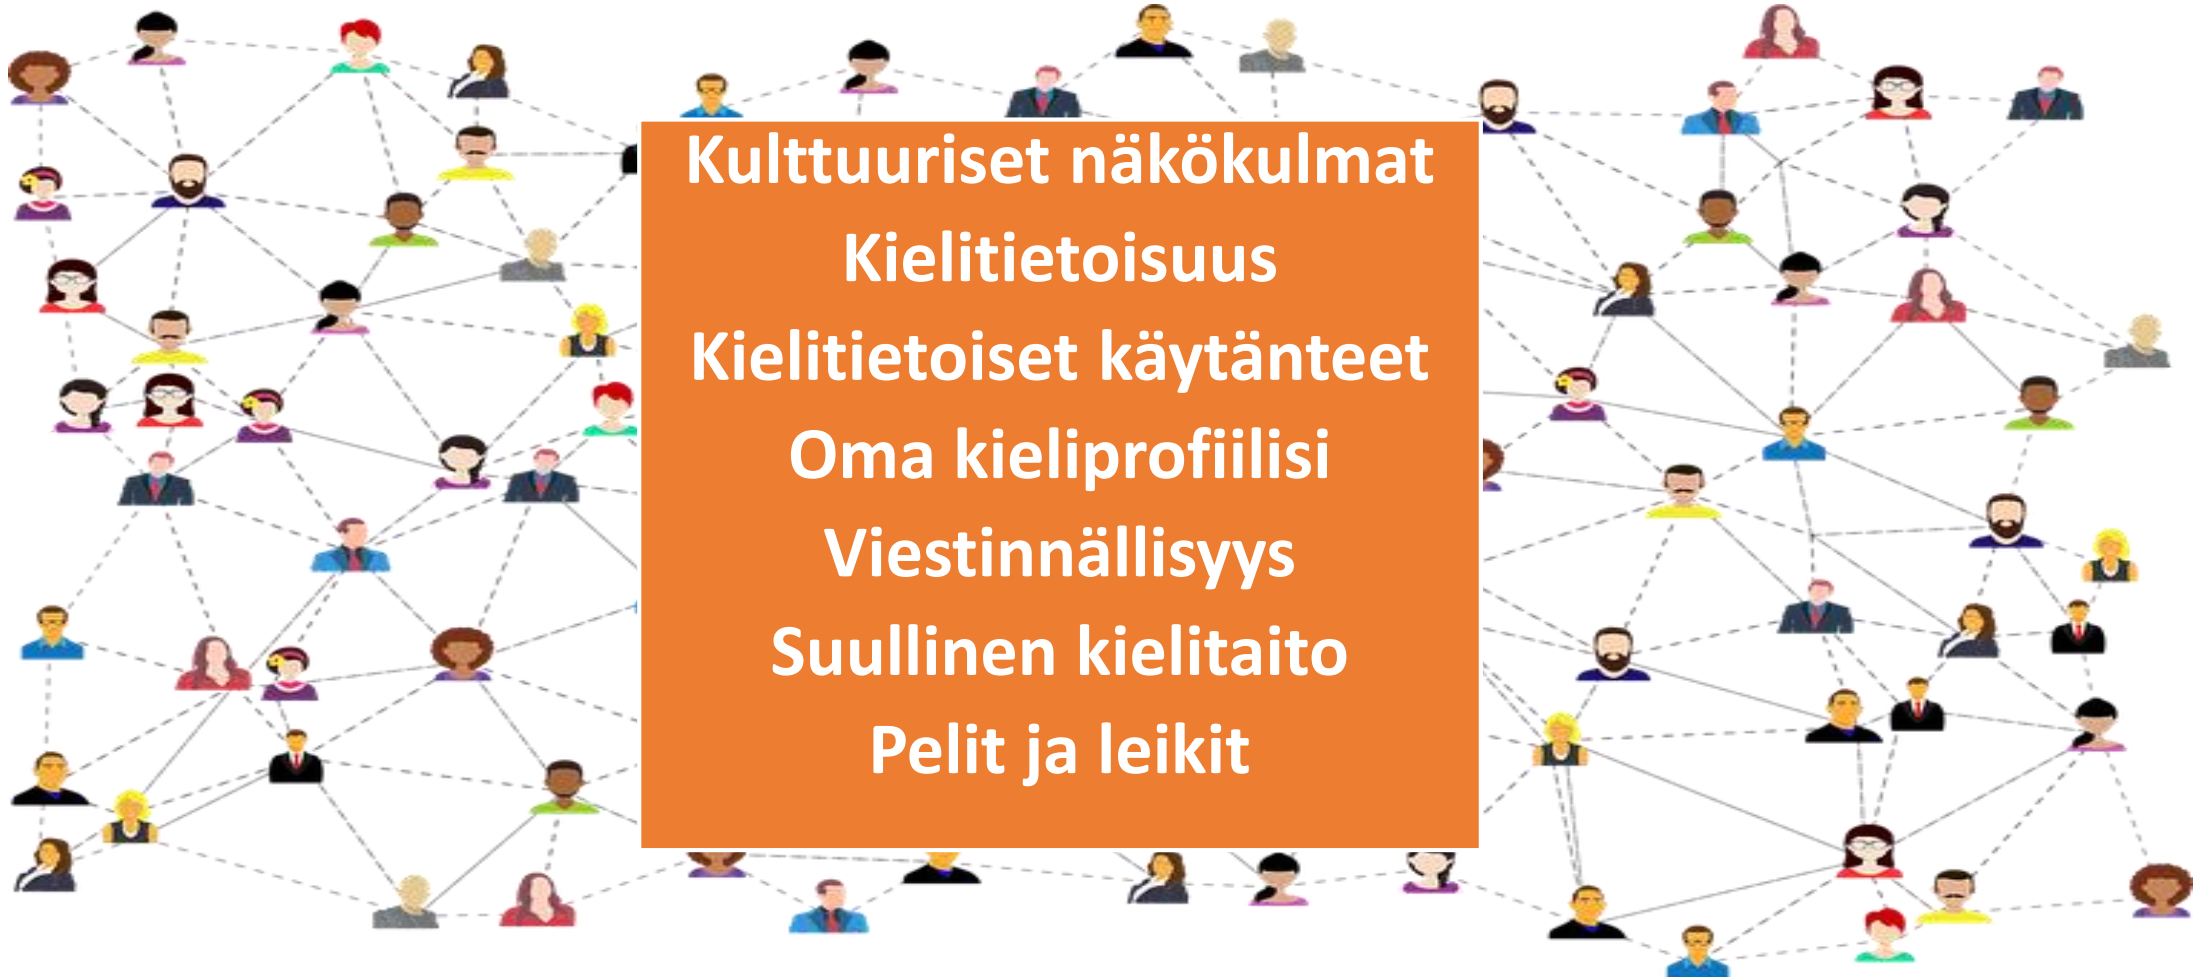 Kulttuuriset näkökulmat
Kielitietoisuus
Kielitietoiset käytänteet
Oma kieliprofiilisi
Viestinnällisyys
Suullinen kielitaito
Pelit ja leikit